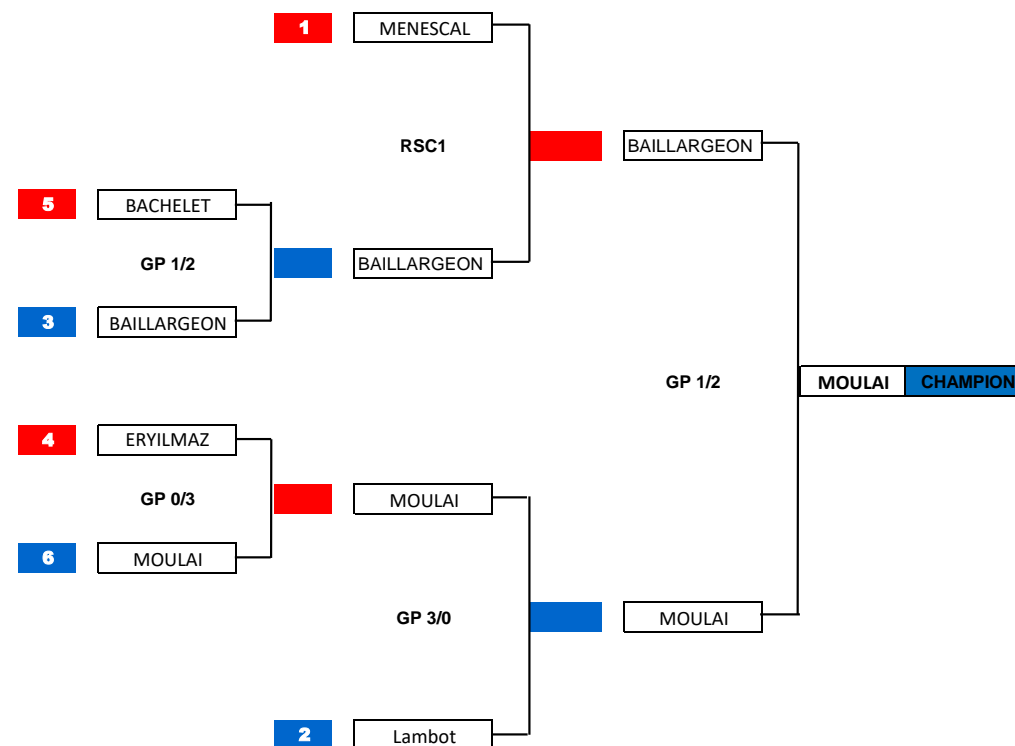 1 MENESCAL
RSC1 BAILLARGEON
5 BACHELET
GP 1/2 BAILLARGEON
3 BAILLARGEON
GP 1/2 MOULAI CHAMPION
4 ERYILMAZ
GP 0/3 MOULAI
6 MOULAI
GP 3/0 MOULAI
2 Lambot